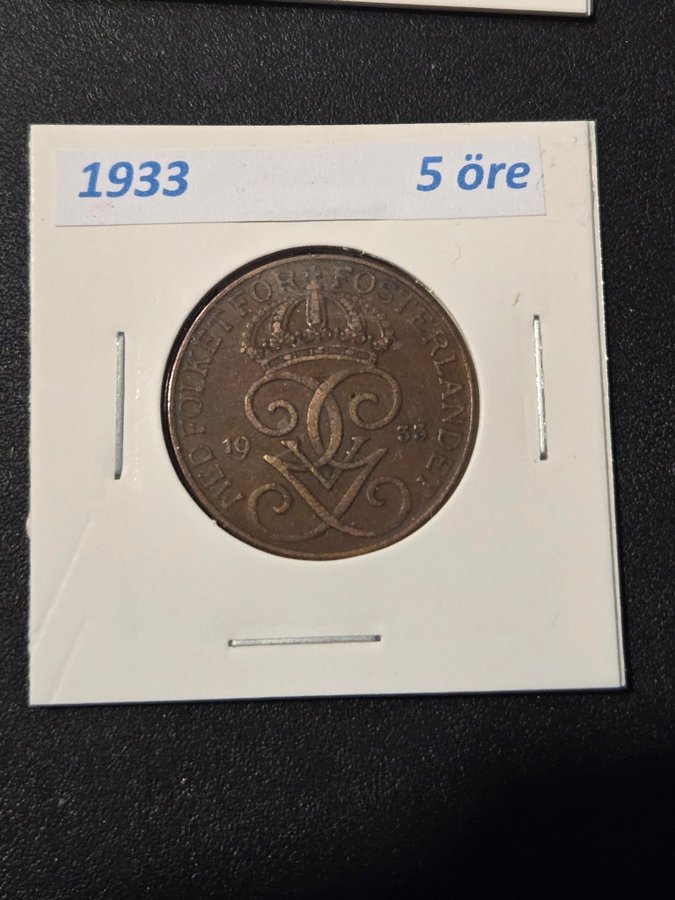 1933 5 öre
MED FOLKET FÖR FOSTERLANDET
19 33